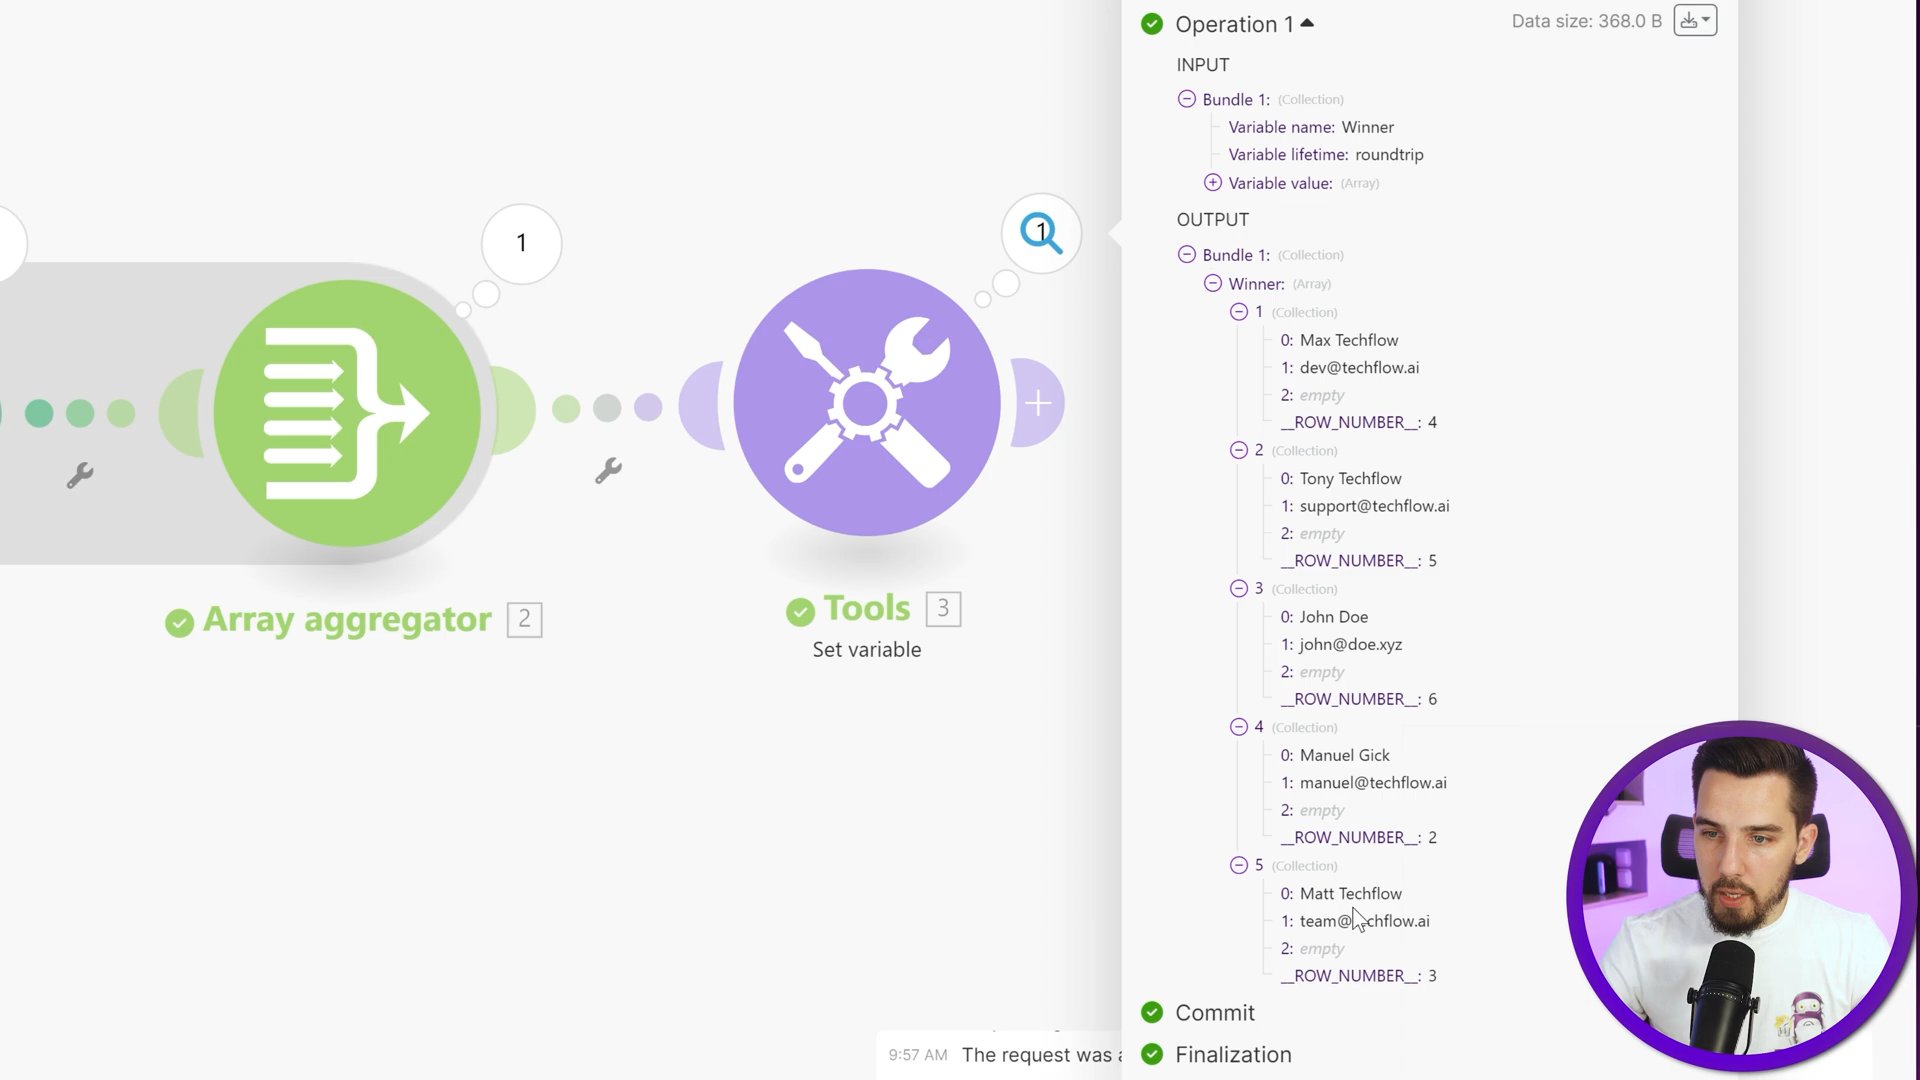 Operation 1
Data size: 368.0 B
INPUT
Bundle 1: (Collection)
Variable name: Winner
Variable lifetime: roundtrip
Variable value: (Array)
OUTPUT
Bundle 1: (Collection)
Winner: (Array)
1 (Collection)
0: Max Techflow
1: dev@techflow.ai
2: empty
__ROW_NUMBER__: 4
2 (Collection)
0: Tony Techflow
1: support@techflow.ai
2: empty
__ROW_NUMBER__: 5
3 (Collection)
0: John Doe
1: john@doe.xyz
2: empty
__ROW_NUMBER__: 6
4 (Collection)
0: Manuel Gick
1: manuel@techflow.ai
2: empty
__ROW_NUMBER__: 2
5 (Collection)
0: Matt Techflow
1: team@techflow.ai
2: empty
__ROW_NUMBER__: 3
Commit
Finalization
1
1
Array aggregator 2
Tools 3
Set variable
9:57 AM The request was